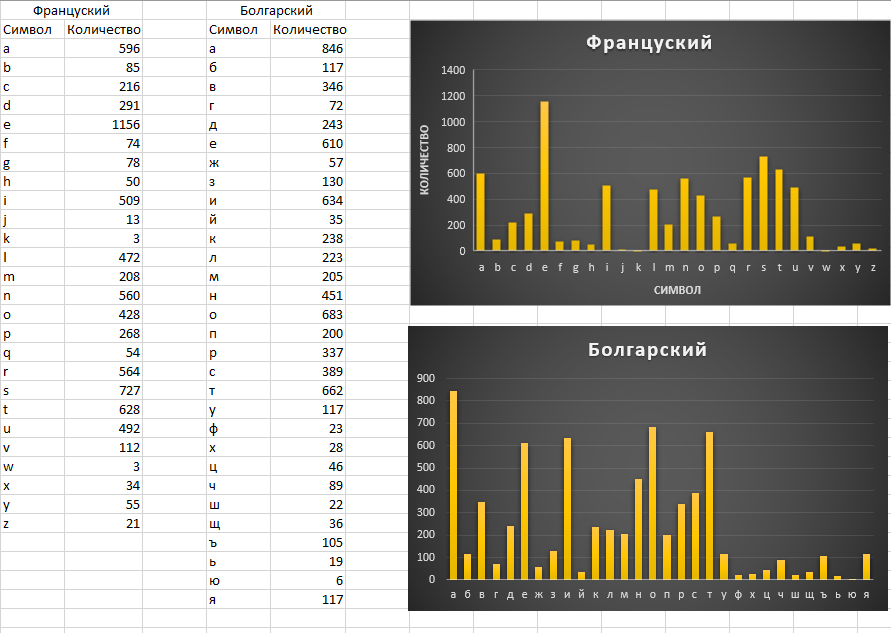 Француский Болгарский
Символ Количество Символ Количество
a 596 а 846
b 85 б 117
c 216 в 346
d 291 г 72
e 1156 д 243
f 74 е 610
g 78 ж 57
h 50 з 130
i 509 и 634
j 13 й 35
k 3 к 238
l 472 л 223
m 208 м 205
n 560 н 451
o 428 о 683
p 268 п 200
q 54 р 337
r 564 с 389
s 727 т 662
t 628 у 117
u 492 ф 23
v 112 х 28
w 3 ц 46
x 34 ч 89
y 55 ш 22
z 21 щ 36
ъ 105
ь 19
ю 6
я 117
Француский
КОЛИЧЕСТВО
1400
1200
1000
800
600
400
200
0
a b c d e f g h i j k l m n o p q r s t u v w x y z
СИМВОЛ
Болгарский
900
800
700
600
500
400
300
200
100
0
а б в г д е ж з и й к л м н о п р с т у ф х ц ч ш щ ъ ь ю я